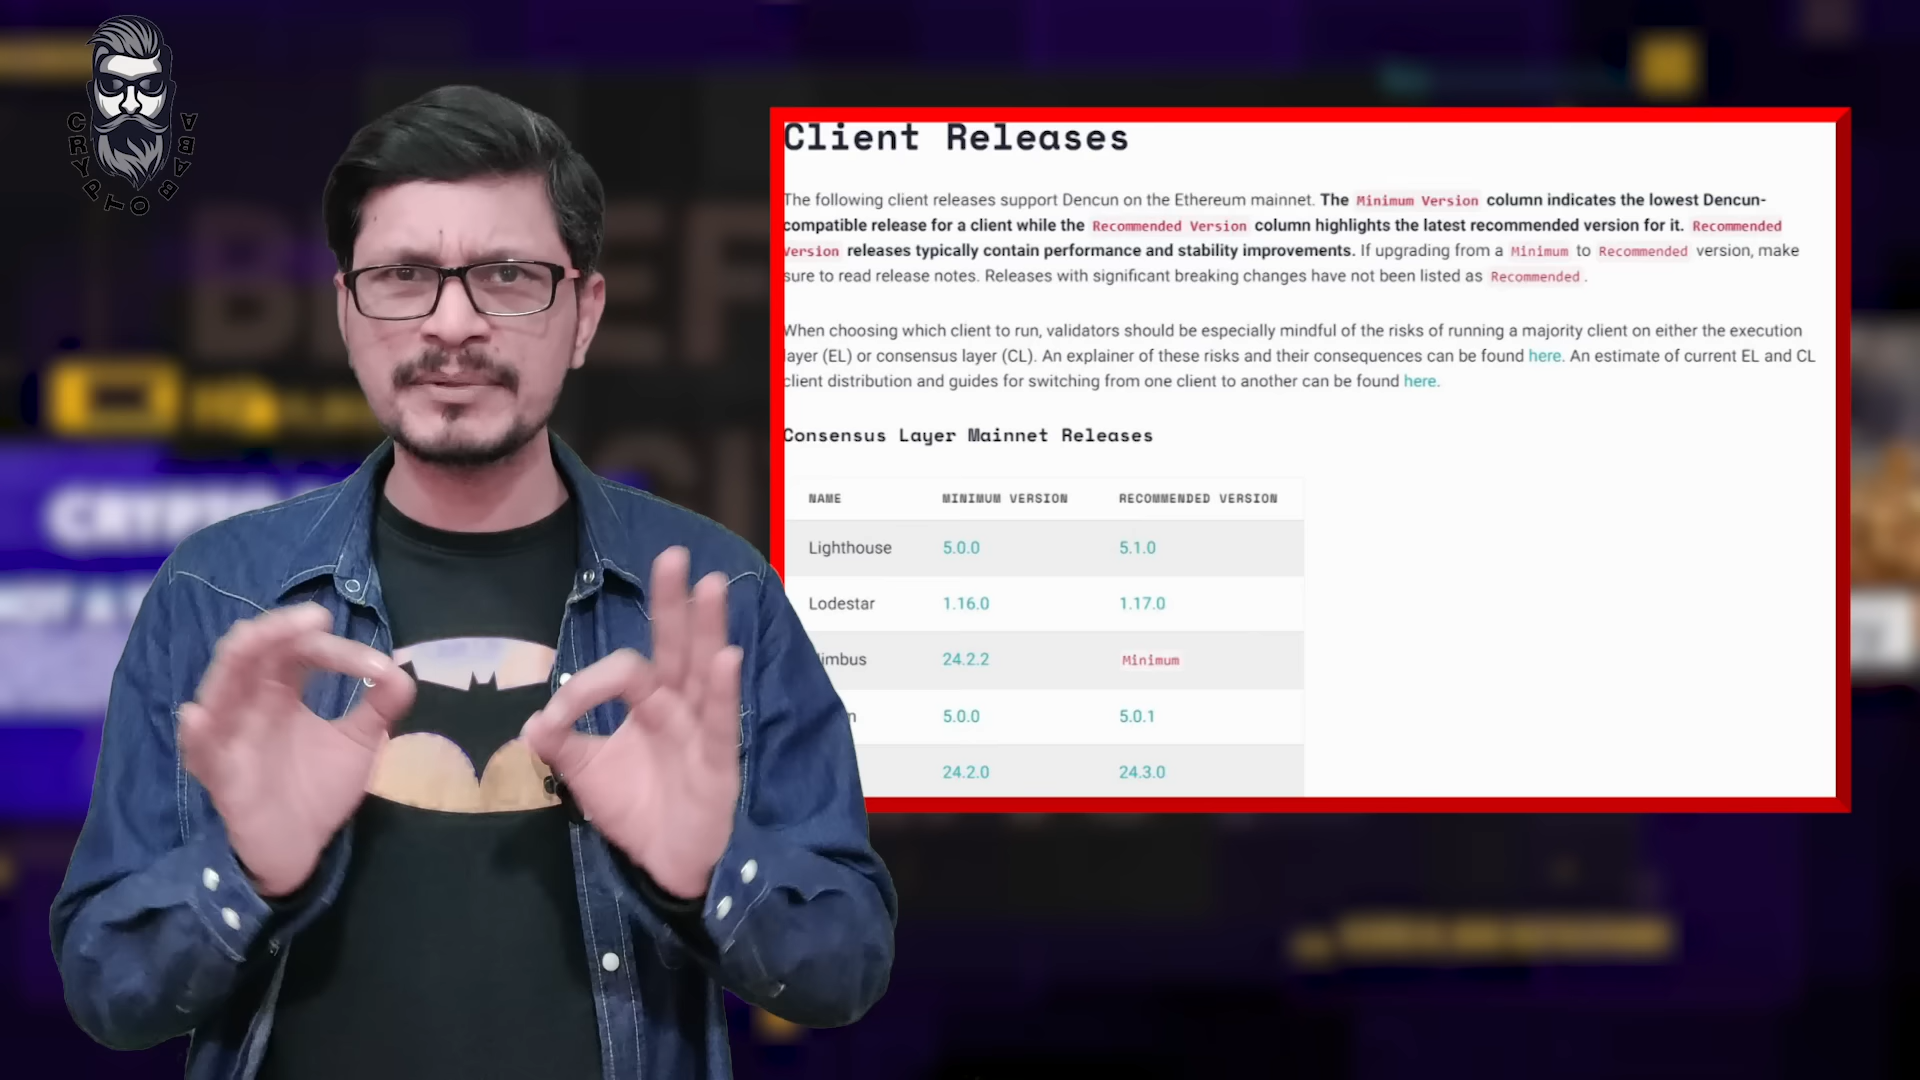 CRYPTO BABA
Client Releases
The following client releases support Dencun on the Ethereum mainnet. The Minimum Version column indicates the lowest Dencun-
compatible release for a client while the Recommended Version column highlights the latest recommended version for it. Recommended
Version releases typically contain performance and stability improvements. If upgrading from a Minimum to Recommended version, make
sure to read release notes. Releases with significant breaking changes have not been listed as Recommended.
When choosing which client to run, validators should be especially mindful of the risks of running a majority client on either the execution
layer (EL) or consensus layer (CL). An explainer of these risks and their consequences can be found here. An estimate of current EL and CL
client distribution and guides for switching from one client to another can be found here.
Consensus Layer Mainnet Releases
NAME MINIMUM VERSION RECOMMENDED VERSION
Lighthouse 5.0.0 5.1.0
Lodestar 1.16.0 1.17.0
imbus 24.2.2 Minimum
n 5.0.0 5.0.1
24.2.0 24.3.0